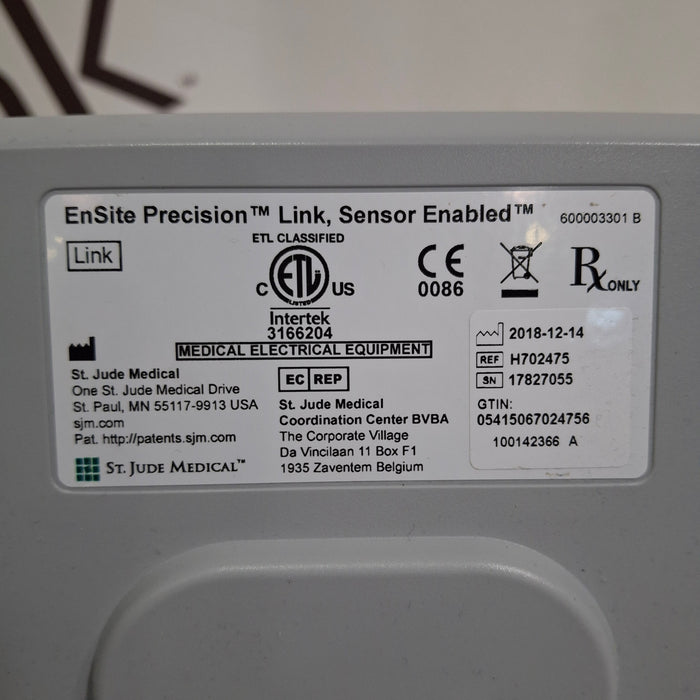 EnSite Precision™ Link, Sensor Enabled™
600003301 B
Link
ETL CLASSIFIED
C ETL US
LISTED
Intertek
3166204
MEDICAL ELECTRICAL EQUIPMENT
CE
0086
Rx ONLY
St. Jude Medical
One St. Jude Medical Drive
St. Paul, MN 55117-9913 USA
sjm.com
Pat. http://patents.sjm.com
ST. JUDE MEDICAL™
EC REP
St. Jude Medical
Coordination Center BVBA
The Corporate Village
Da Vincilaan 11 Box F1
1935 Zaventem Belgium
2018-12-14
REF H702475
SN 17827055
GTIN:
05415067024756
100142366 A